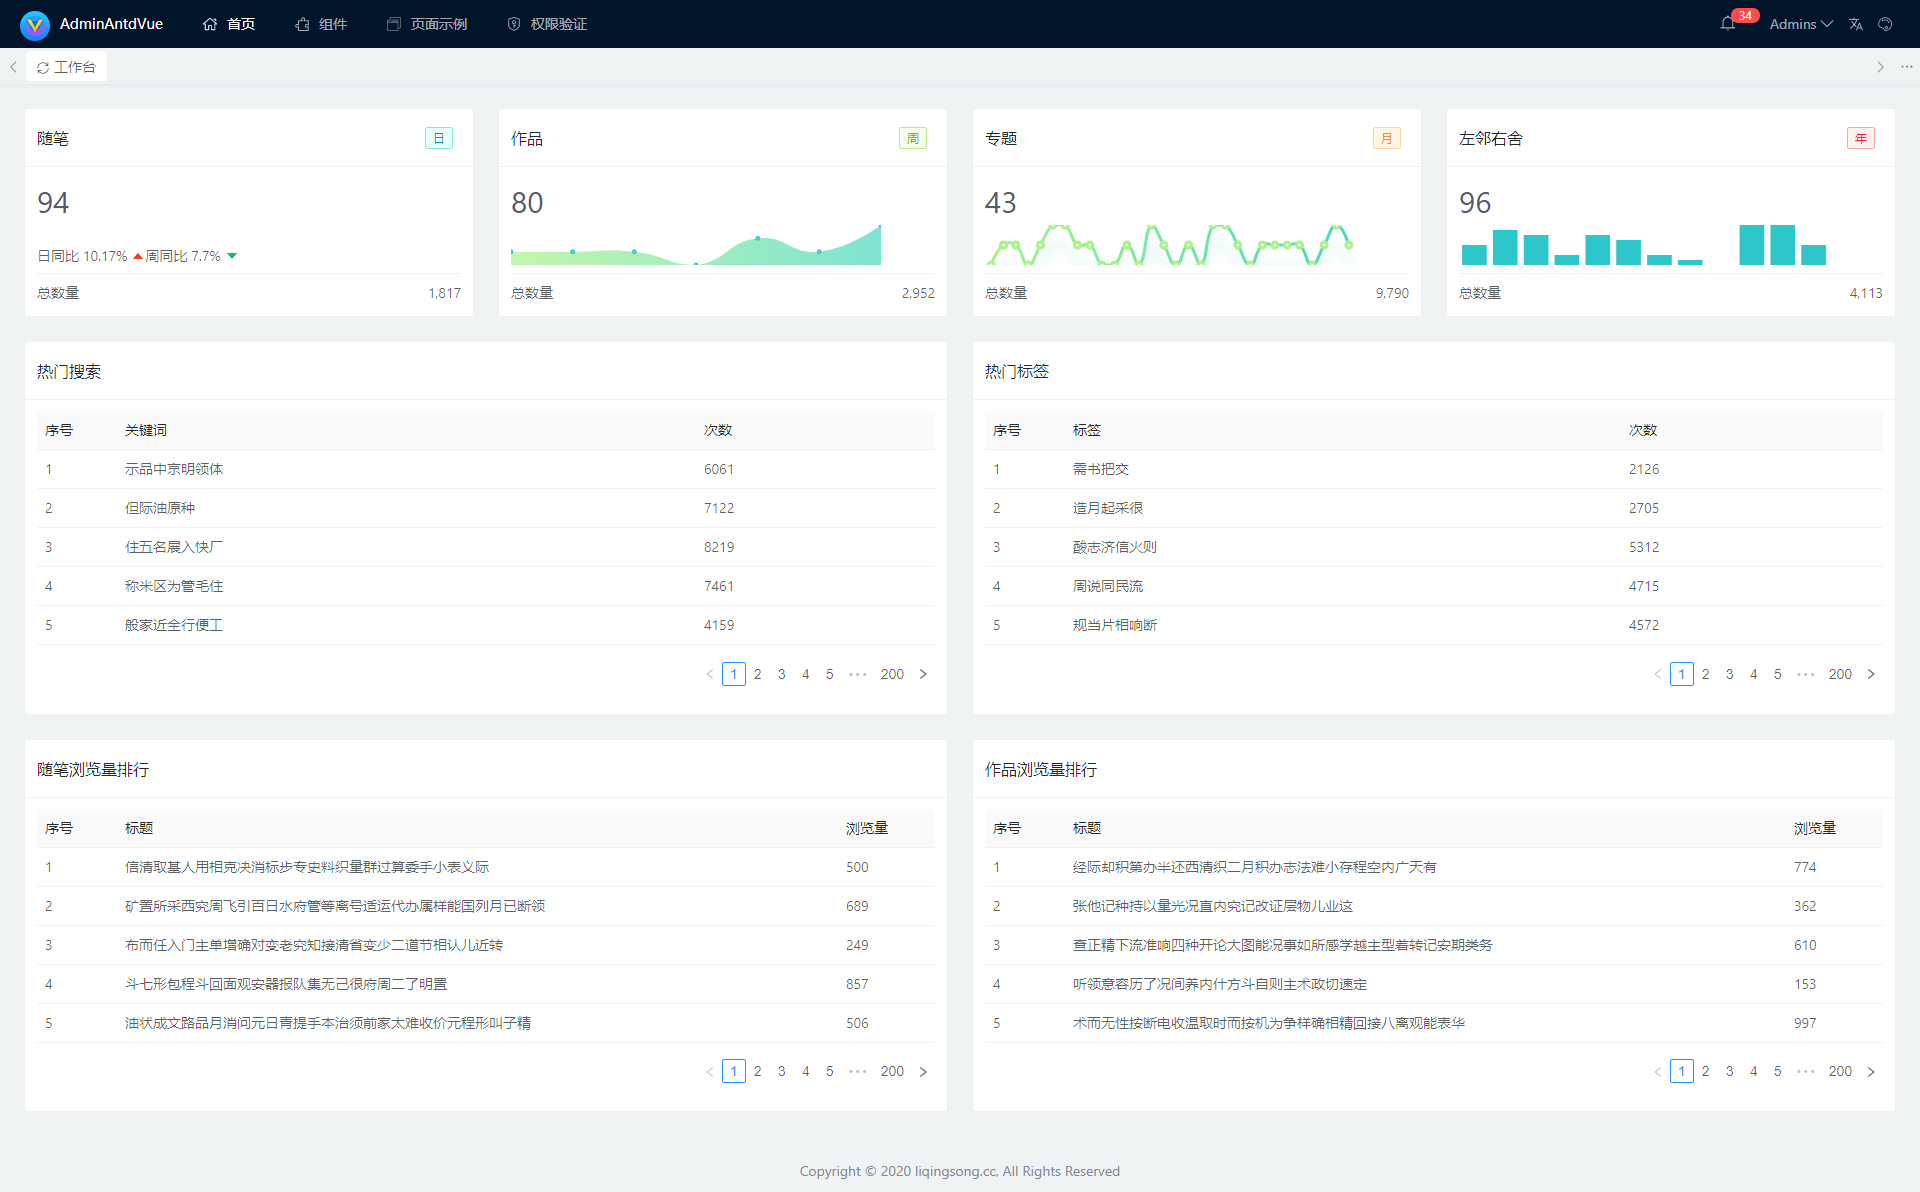 AdminAntdVue 首页 组件 页面示例 权限验证 34 Admins
工作台
随笔 日
94
日同比 10.17% 周同比 7.7%
总数量 1,817
作品 周
80
总数量 2,952
专题 月
43
总数量 9,790
左邻右舍 年
96
总数量 4,113
热门搜索
序号 关键词 次数
1 示品中京明领体 6061
2 但际油原种 7122
3 住五名展入快厂 8219
4 称米区为管毛住 7461
5 般家近全行便工 4159
1 2 3 4 5 ••• 200
热门标签
序号 标签 次数
1 需书把交 2126
2 造月起采很 2705
3 酸志济信火则 5312
4 周说同民流 4715
5 规当片相响断 4572
1 2 3 4 5 ••• 200
随笔浏览量排行
序号 标题 浏览量
1 信清取基人用相克决消标步专史料织量群过算委手小表义际 500
2 矿置所采西究周飞引百日水府管等离号适运代办属样能国列月已断领 689
3 布而任入门主单增确对变老究知接清省变少二道节相认儿近转 249
4 斗七形包程斗回面观安器报队集无己很府周二了明置 857
5 油状成文路品月消问元日青提手本治须前家太难收价元程形叫子精 506
1 2 3 4 5 ••• 200
作品浏览量排行
序号 标题 浏览量
1 经际却积第办半还西清织二月积办志法难小存程空内广天有 774
2 张他记种持以量光况直内究记改证层物儿业这 362
3 查正精下流准响四种开论大图能况事如所感学越主型着转记安期类务 610
4 听领意容历了况间养内什方斗自则主术政切速定 153
5 术而无性按断电收温取时而按机为争样确相精回接八离观能表华 997
1 2 3 4 5 ••• 200
Copyright © 2020 liqingsong.cc, All Rights Reserved